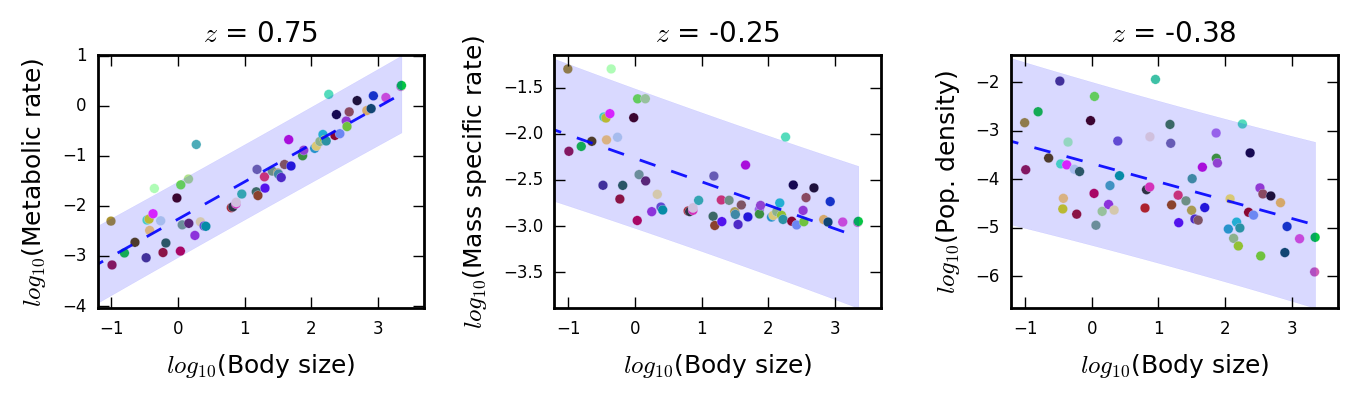 z = 0.75
log10(Metabolic rate)
1
0
−1
−2
−3
−4
−1 0 1 2 3
log10(Body size)
z = -0.25
log10(Mass specific rate)
−1.5
−2.0
−2.5
−3.0
−3.5
−1 0 1 2 3
log10(Body size)
z = -0.38
log10(Pop. density)
−2
−3
−4
−5
−6
−1 0 1 2 3
log10(Body size)